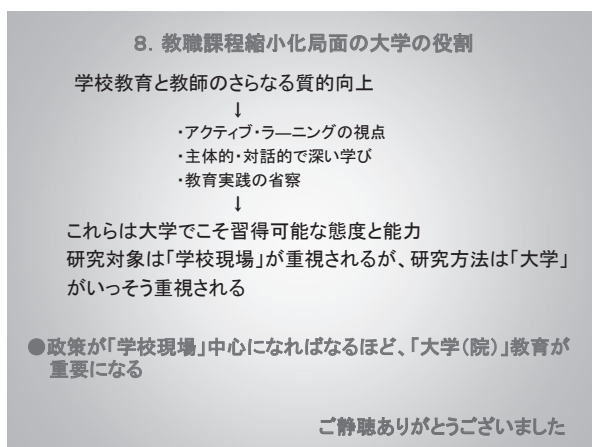 ８．教職課程縮小化局面の大学の役割
学校教育と教師のさらなる質的向上
↓
・アクティブ・ラ―ニングの視点
・主体的・対話的で深い学び
・教育実践の省察
↓
これらは大学でこそ習得可能な態度と能力
研究対象は「学校現場」が重視されるが、研究方法は「大学」
がいっそう重視される
●政策が「学校現場」中心になればなるほど、「大学（院）」教育が
重要になる
ご静聴ありがとうございました